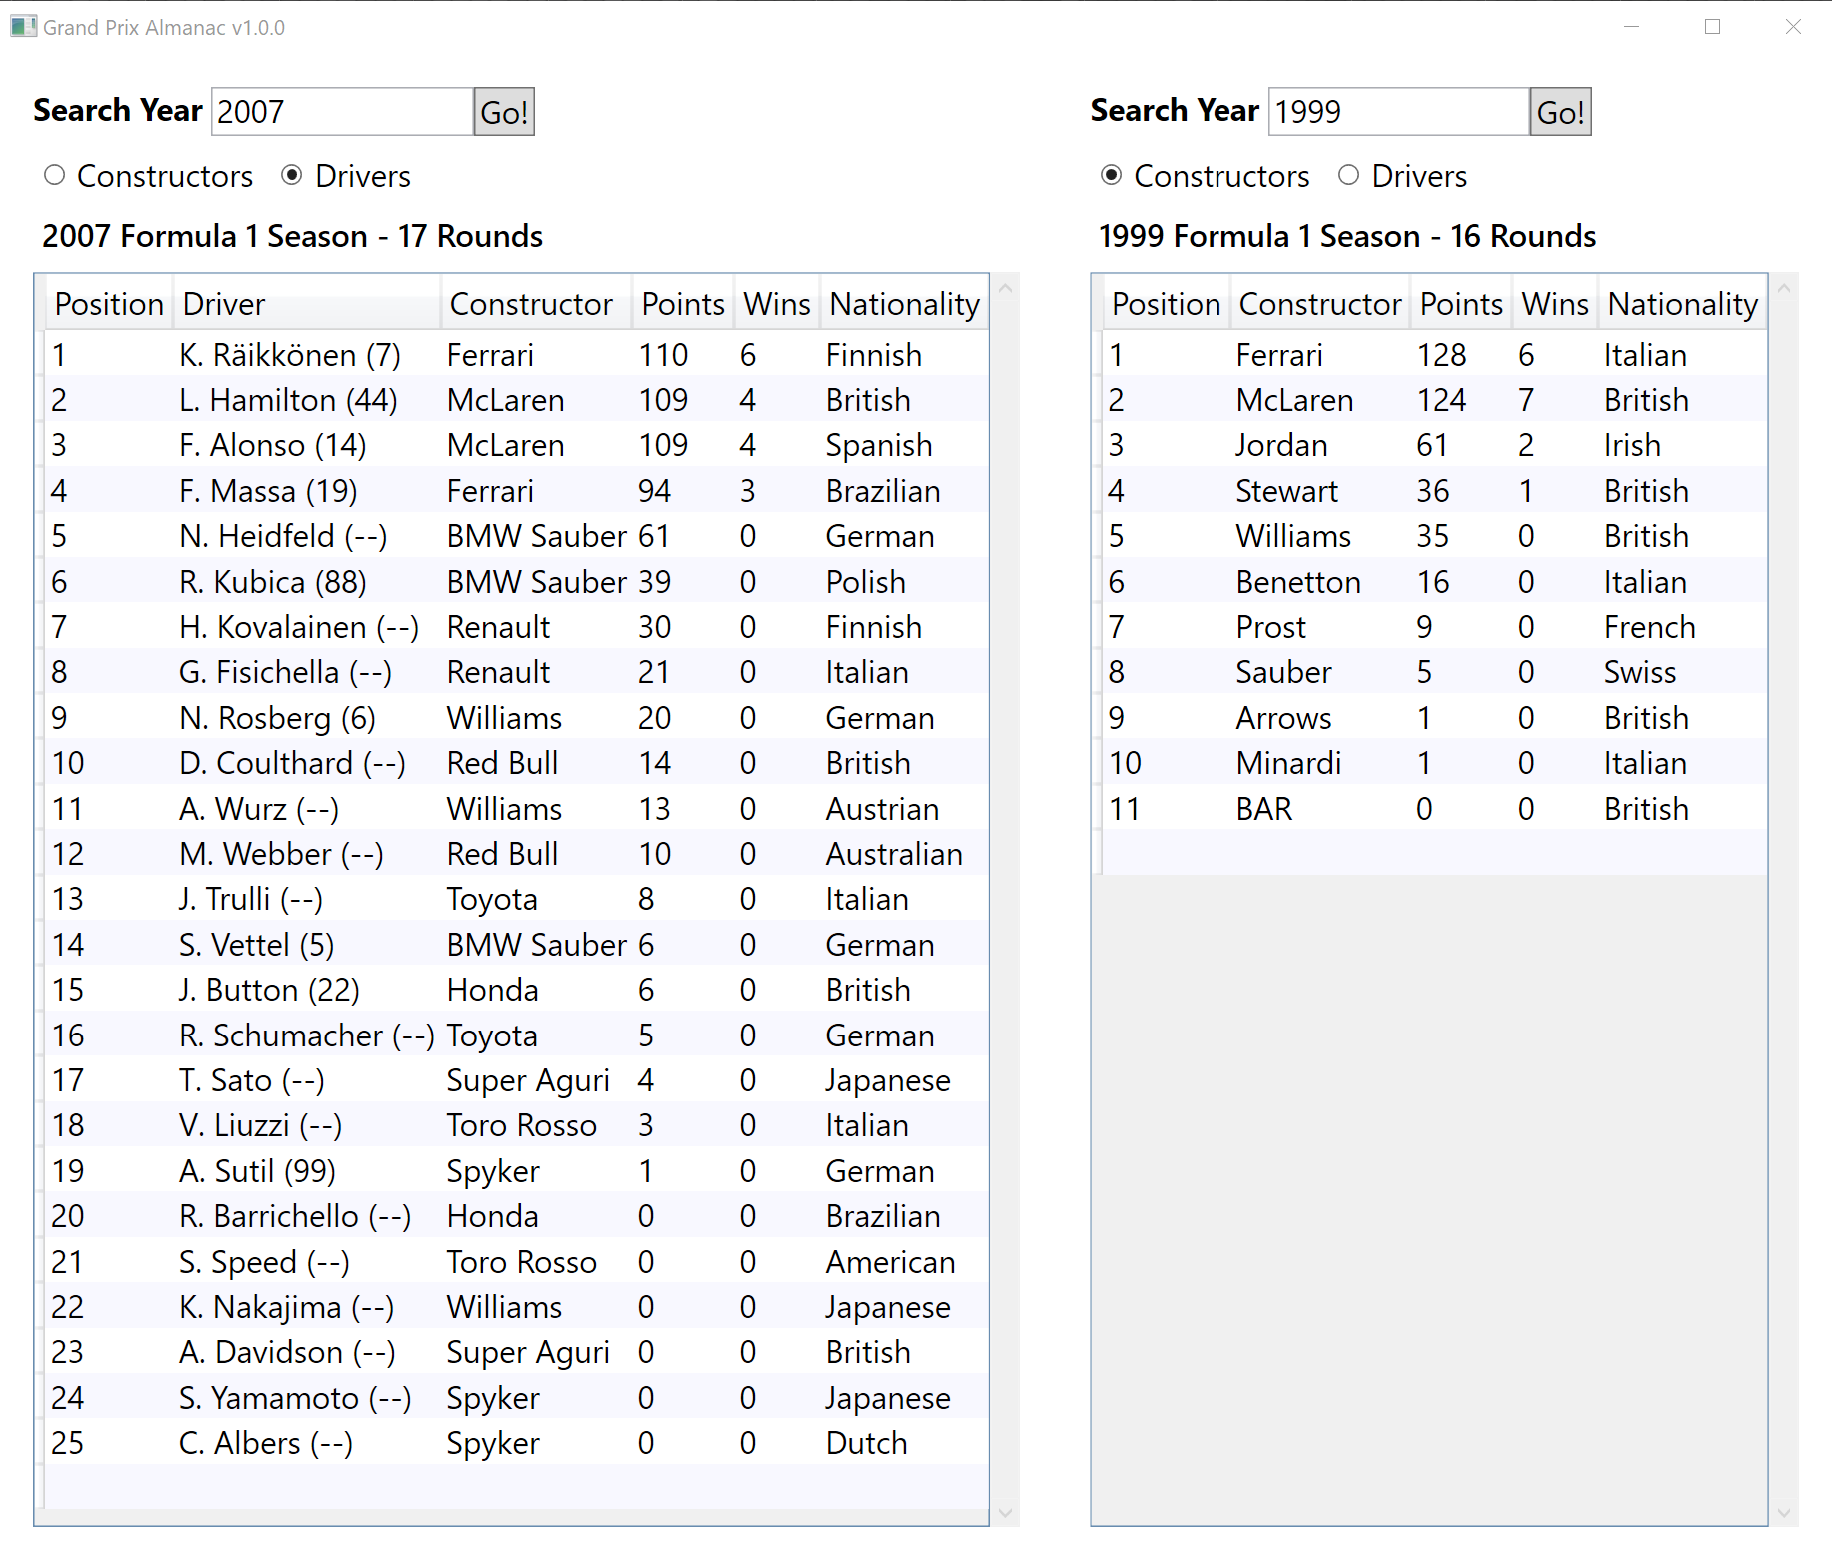 Grand Prix Almanac v1.0.0
Search Year 2007 Go!
Constructors Drivers
2007 Formula 1 Season - 17 Rounds
Position Driver Constructor Points Wins Nationality
1 K. Räikkönen (7) Ferrari 110 6 Finnish
2 L. Hamilton (44) McLaren 109 4 British
3 F. Alonso (14) McLaren 109 4 Spanish
4 F. Massa (19) Ferrari 94 3 Brazilian
5 N. Heidfeld (--) BMW Sauber 61 0 German
6 R. Kubica (88) BMW Sauber 39 0 Polish
7 H. Kovalainen (--) Renault 30 0 Finnish
8 G. Fisichella (--) Renault 21 0 Italian
9 N. Rosberg (6) Williams 20 0 German
10 D. Coulthard (--) Red Bull 14 0 British
11 A. Wurz (--) Williams 13 0 Austrian
12 M. Webber (--) Red Bull 10 0 Australian
13 J. Trulli (--) Toyota 8 0 Italian
14 S. Vettel (5) BMW Sauber 6 0 German
15 J. Button (22) Honda 6 0 British
16 R. Schumacher (--) Toyota 5 0 German
17 T. Sato (--) Super Aguri 4 0 Japanese
18 V. Liuzzi (--) Toro Rosso 3 0 Italian
19 A. Sutil (99) Spyker 1 0 German
20 R. Barrichello (--) Honda 0 0 Brazilian
21 S. Speed (--) Toro Rosso 0 0 American
22 K. Nakajima (--) Williams 0 0 Japanese
23 A. Davidson (--) Super Aguri 0 0 British
24 S. Yamamoto (--) Spyker 0 0 Japanese
25 C. Albers (--) Spyker 0 0 Dutch
Search Year 1999 Go!
Constructors Drivers
1999 Formula 1 Season - 16 Rounds
Position Constructor Points Wins Nationality
1 Ferrari 128 6 Italian
2 McLaren 124 7 British
3 Jordan 61 2 Irish
4 Stewart 36 1 British
5 Williams 35 0 British
6 Benetton 16 0 Italian
7 Prost 9 0 French
8 Sauber 5 0 Swiss
9 Arrows 1 0 British
10 Minardi 1 0 Italian
11 BAR 0 0 British